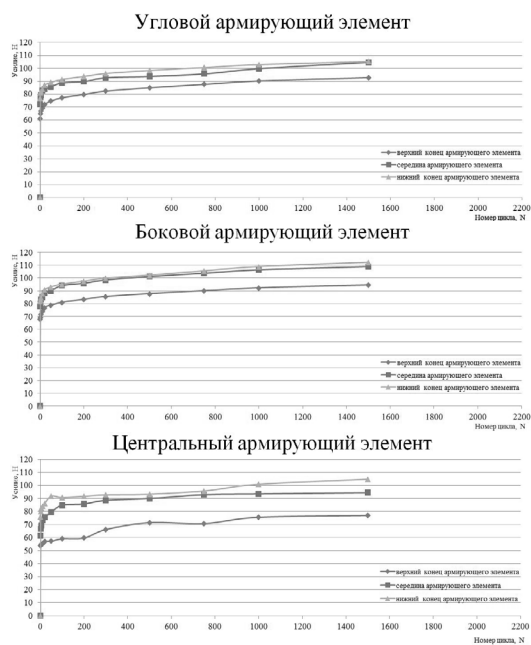 Угловой армирующий элемент
Усилие, Н
120
110
100
90
80
70
60
50
40
30
20
10
0
верхний конец армирующего элемента
середина армирующего элемента
нижний конец армирующего элемента
0 200 400 600 800 1000 1200 1400 1600 1800 2000 2200
Номер цикла, N
Боковой армирующий элемент
Усилие, Н
120
110
100
90
80
70
60
50
40
30
20
10
0
верхний конец армирующего элемента
середина армирующего элемента
нижний конец армирующего элемента
0 200 400 600 800 1000 1200 1400 1600 1800 2000 2200
Номер цикла, N
Центральный армирующий элемент
Усилие, Н
120
110
100
90
80
70
60
50
40
30
20
10
0
верхний конец армирующего элемента
середина армирующего элемента
нижний конец армирующего элемента
0 200 400 600 800 1000 1200 1400 1600 1800 2000 2200
Номер цикла, N